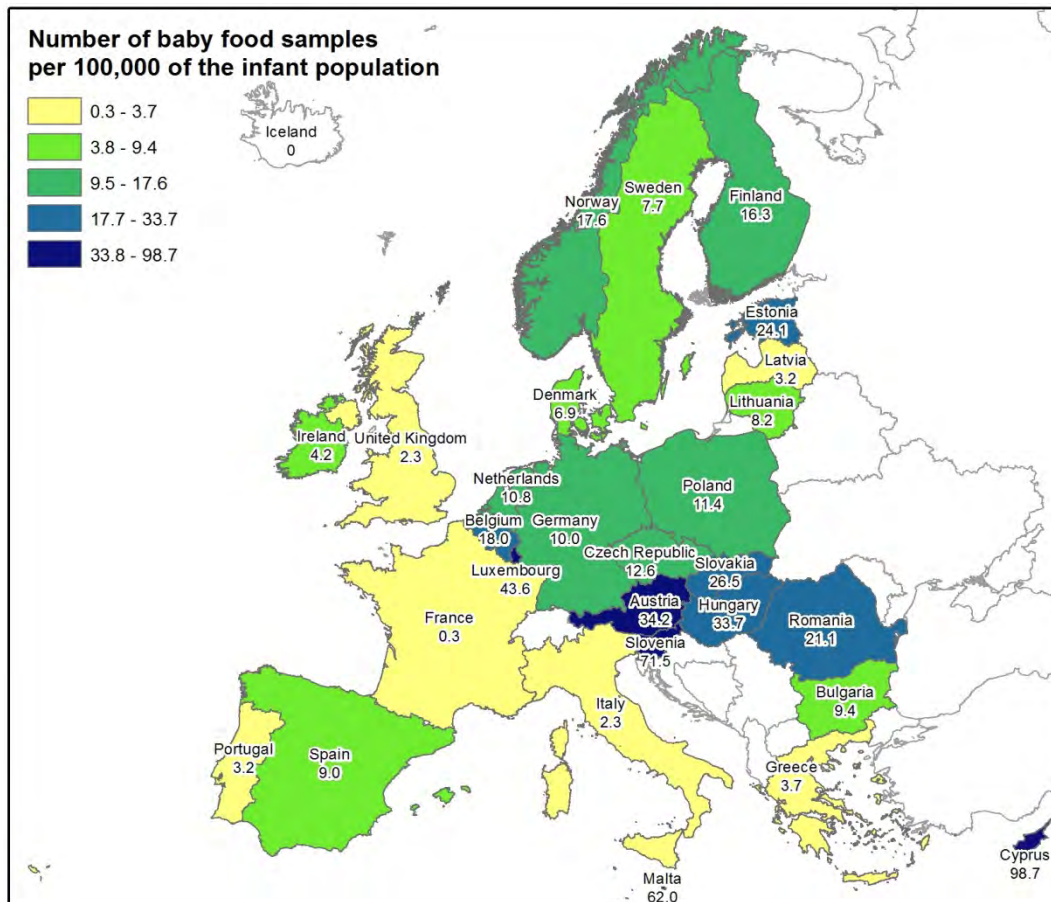 Number of baby food samples
per 100,000 of the infant population
0.3 - 3.7
3.8 - 9.4
9.5 - 17.6
17.7 - 33.7
33.8 - 98.7
Iceland
0
Norway
17.6
Sweden
7.7
Finland
16.3
Estonia
24.1
Latvia
3.2
Lithuania
8.2
Denmark
6.9
Ireland
4.2
United Kingdom
2.3
Netherlands
10.8
Belgium
18.0
Germany
10.0
Poland
11.4
Czech Republic
12.6
Slovakia
26.5
Luxembourg
43.6
Austria
34.2
Hungary
33.7
Slovenia
71.5
Romania
21.1
France
0.3
Bulgaria
9.4
Italy
2.3
Portugal
3.2
Spain
9.0
Greece
3.7
Malta
62.0
Cyprus
98.7